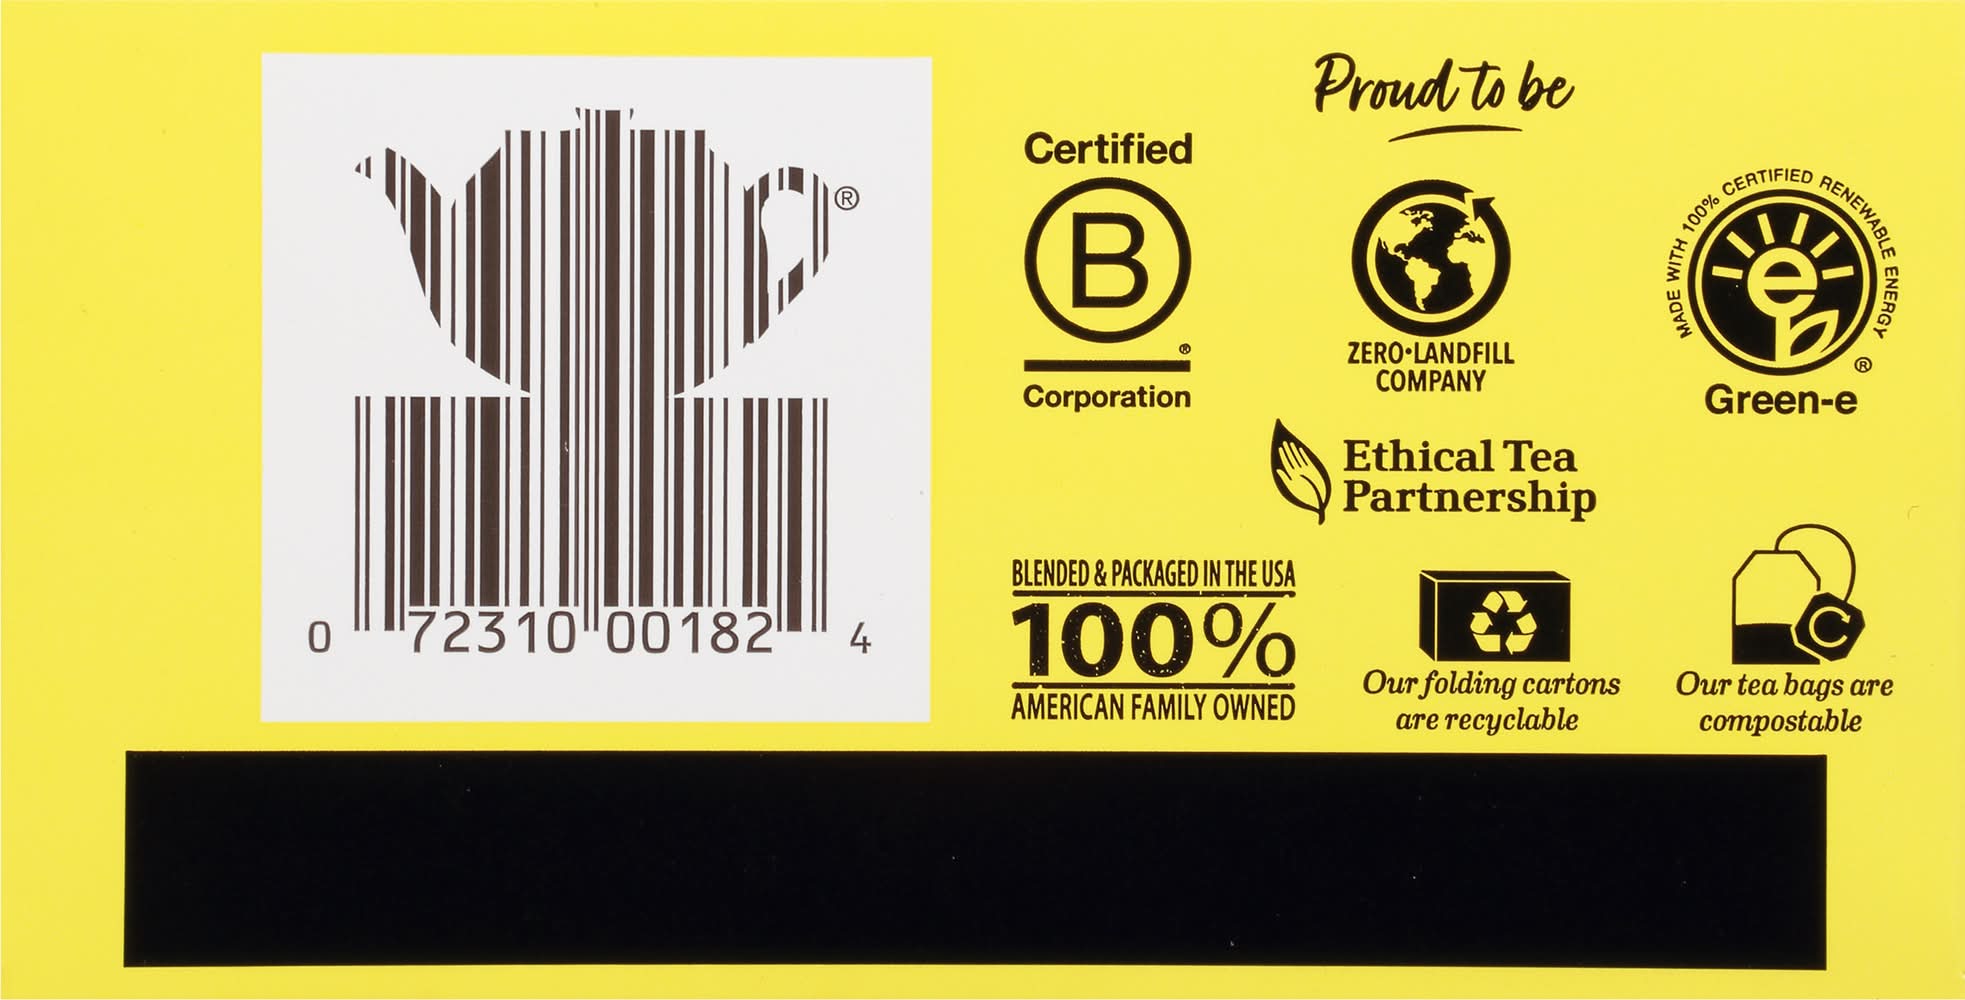 Proud to be
Certified
B
®
Corporation
ZERO•LANDFILL
COMPANY
MADE WITH 100% CERTIFIED RENEWABLE ENERGY
e
®
Green-e
Ethical Tea
Partnership
BLENDED & PACKAGED IN THE USA
100%
AMERICAN FAMILY OWNED
Our folding cartons
are recyclable
C
Our tea bags are
compostable
®
0 72310 00182 4